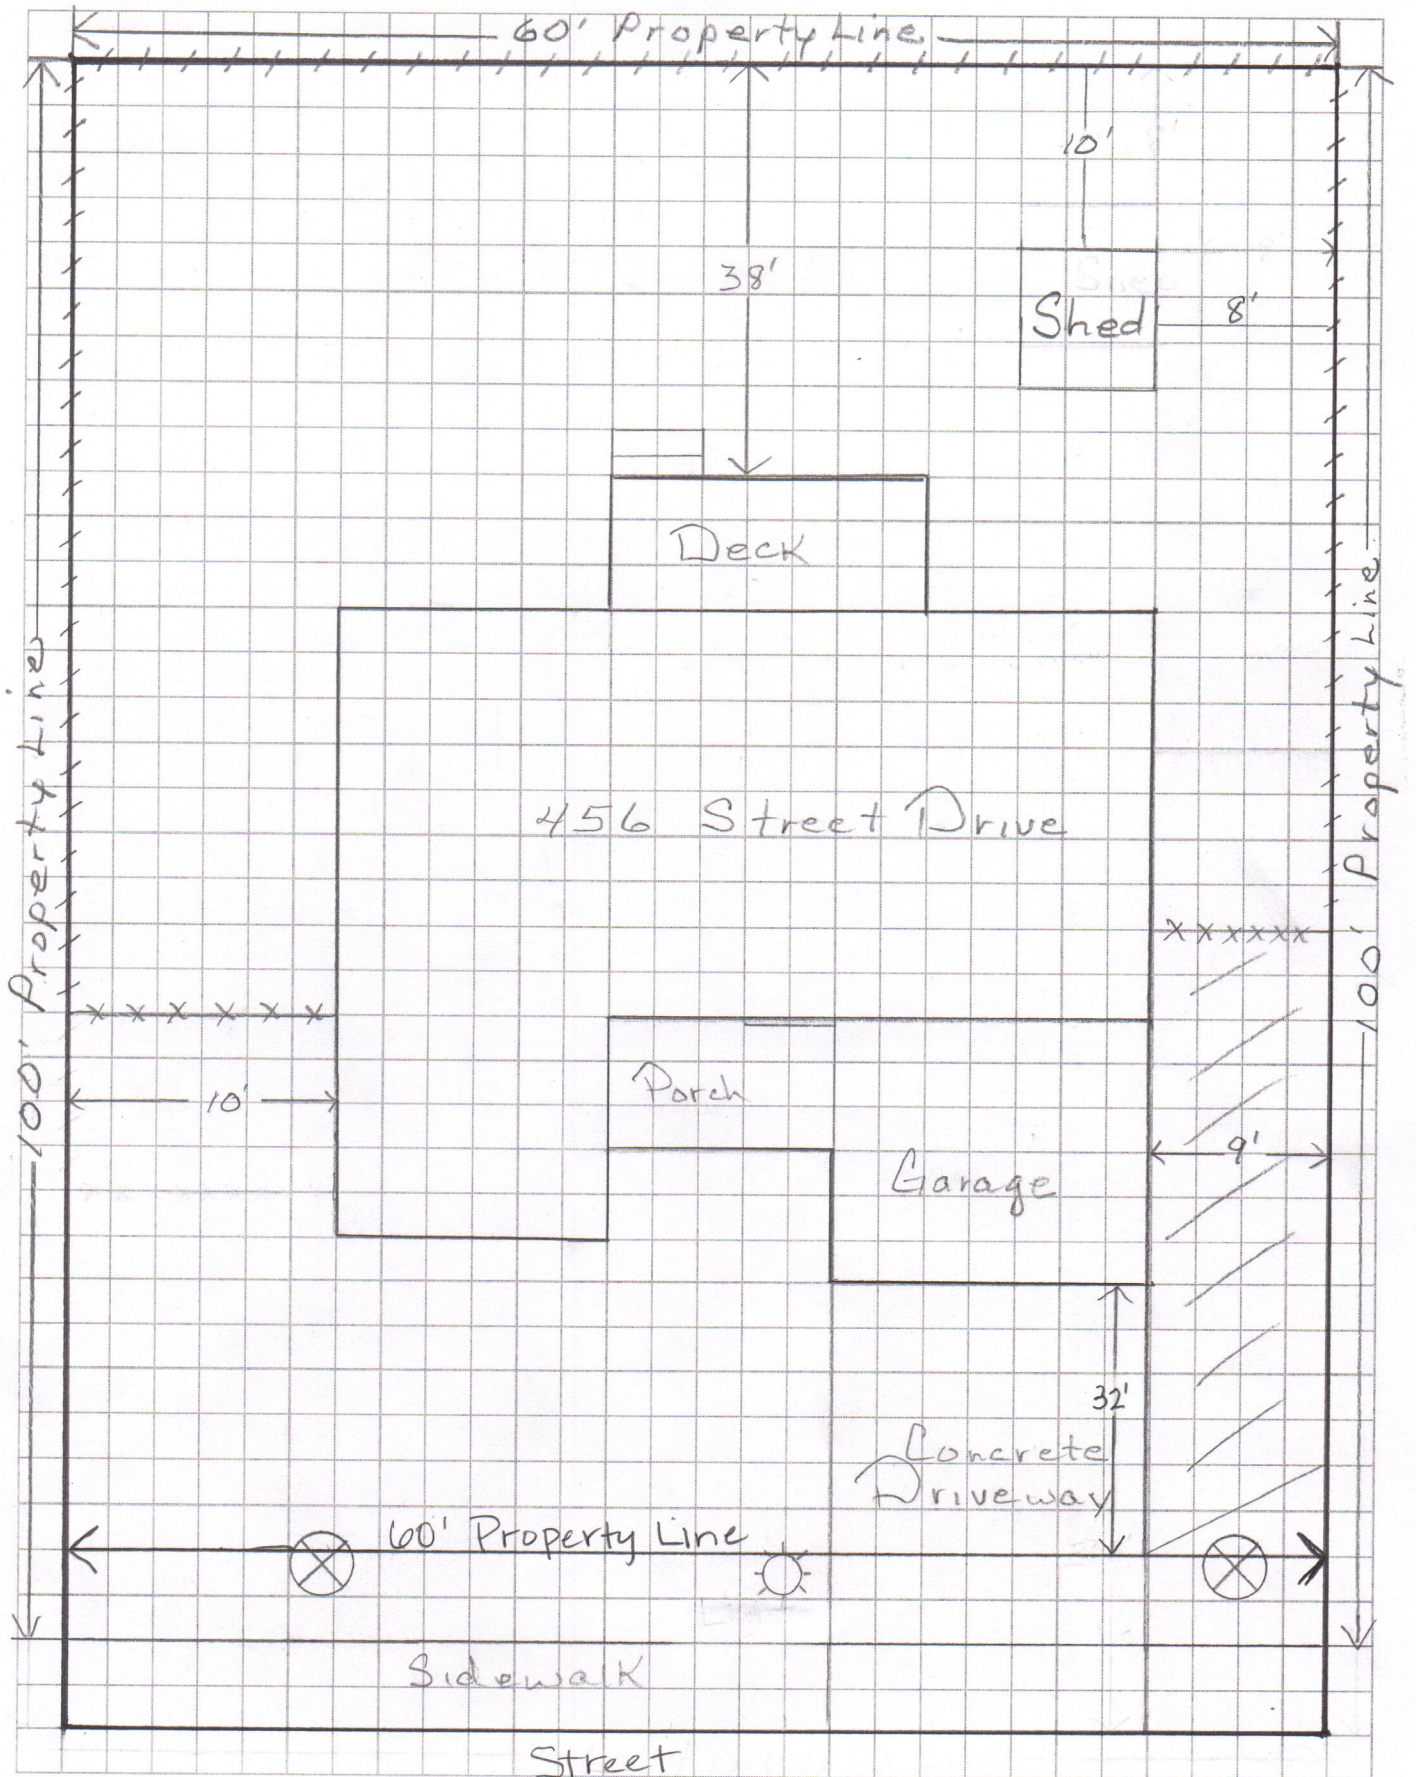 60' Property Line
10'
38'
Shed
8'
Deck
100' Property Line
100' Property Line
456 Street Drive
x x x x x x
x x x x x x
Porch
10'
9'
Garage
32'
Concrete
Driveway
60' Property Line
Sidewalk
Street